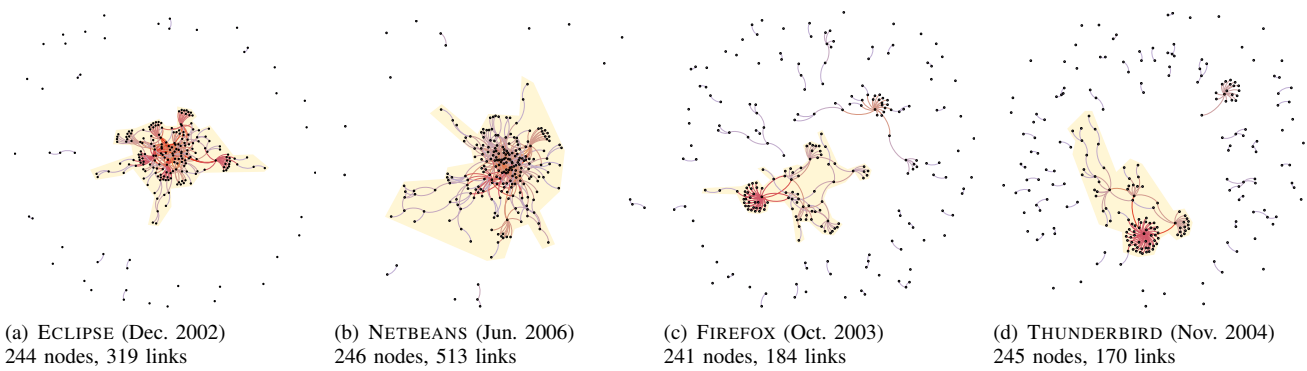 (a) ECLIPSE (Dec. 2002)
244 nodes, 319 links
(b) NETBEANS (Jun. 2006)
246 nodes, 513 links
(c) FIREFOX (Oct. 2003)
241 nodes, 184 links
(d) THUNDERBIRD (Nov. 2004)
245 nodes, 170 links